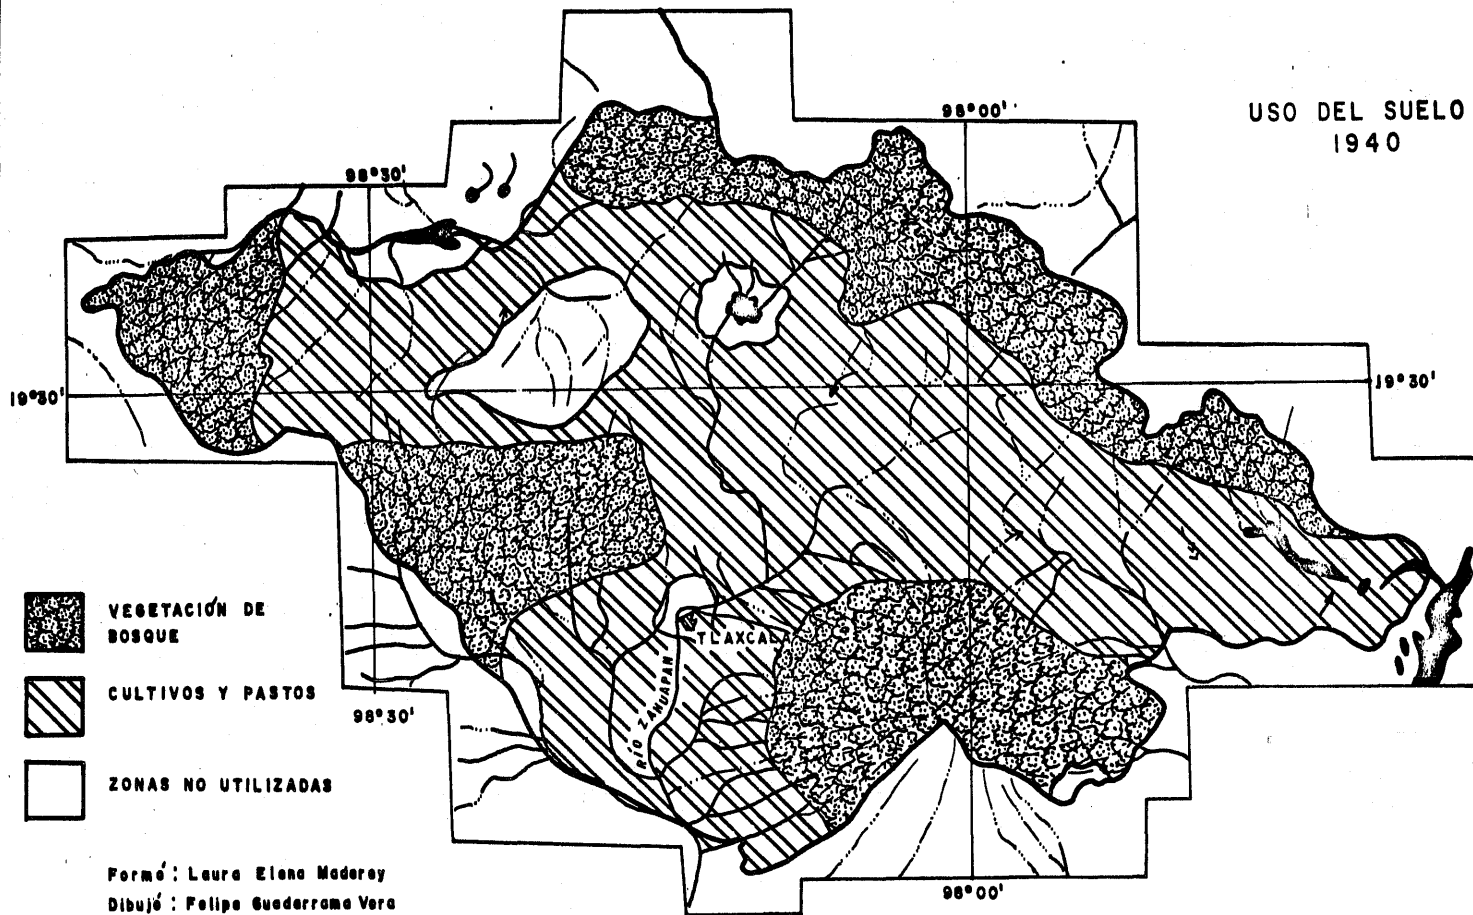 USO DEL SUELO
1940
98°00'
98°30'
19°30'
19°30'
TLAXCALA
RÍO ZAHUAPAN
VEGETACIÓN DE
BOSQUE
CULTIVOS Y PASTOS
98°30'
ZONAS NO UTILIZADAS
Formó: Laura Elena Maderey
Dibujó: Felipe Guadarrama Vera
98°00'